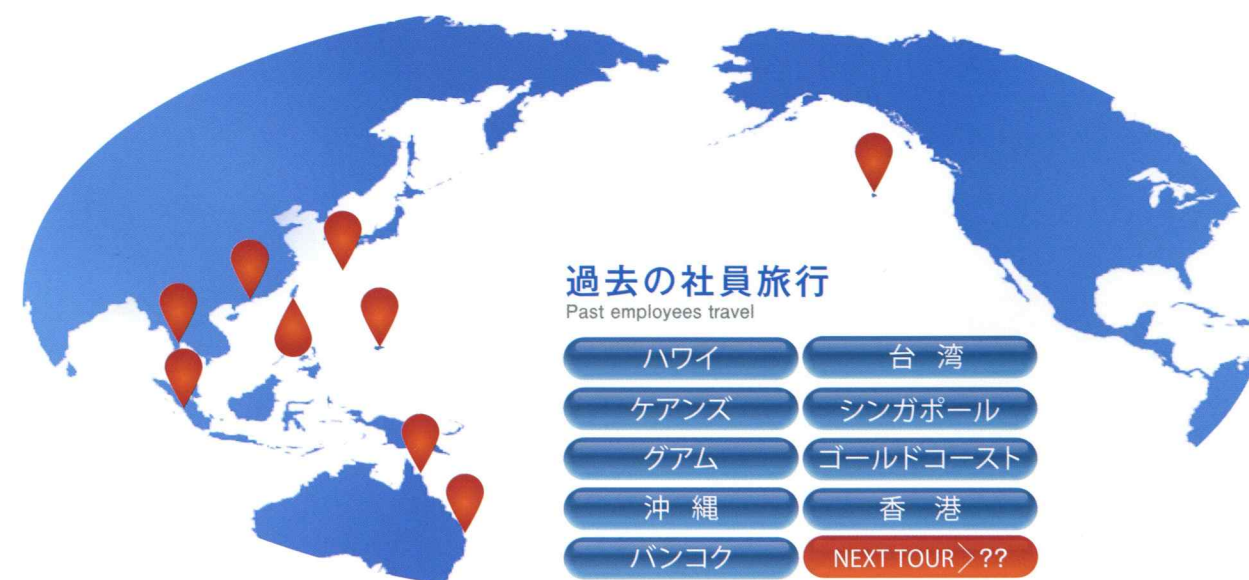 過去の社員旅行
Past employees travel
ハワイ
台 湾
ケアンズ
シンガポール
グアム
ゴールドコースト
沖 縄
香 港
バンコク
NEXT TOUR＞??